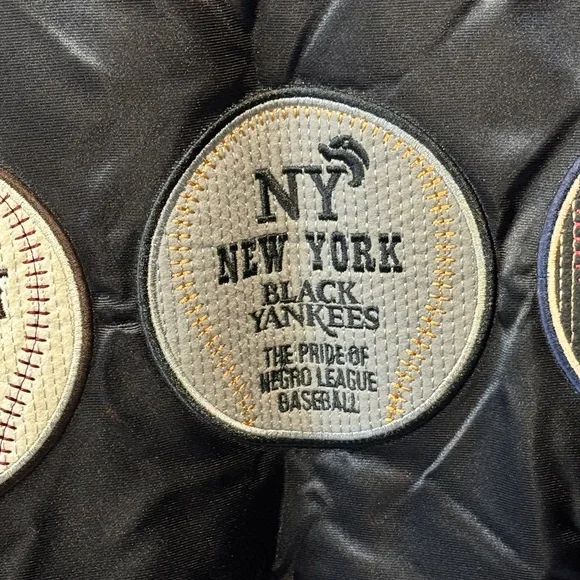 NY
NEW YORK
BLACK
YANKEES
THE PRIDE OF
NEGRO LEAGUE
BASEBALL